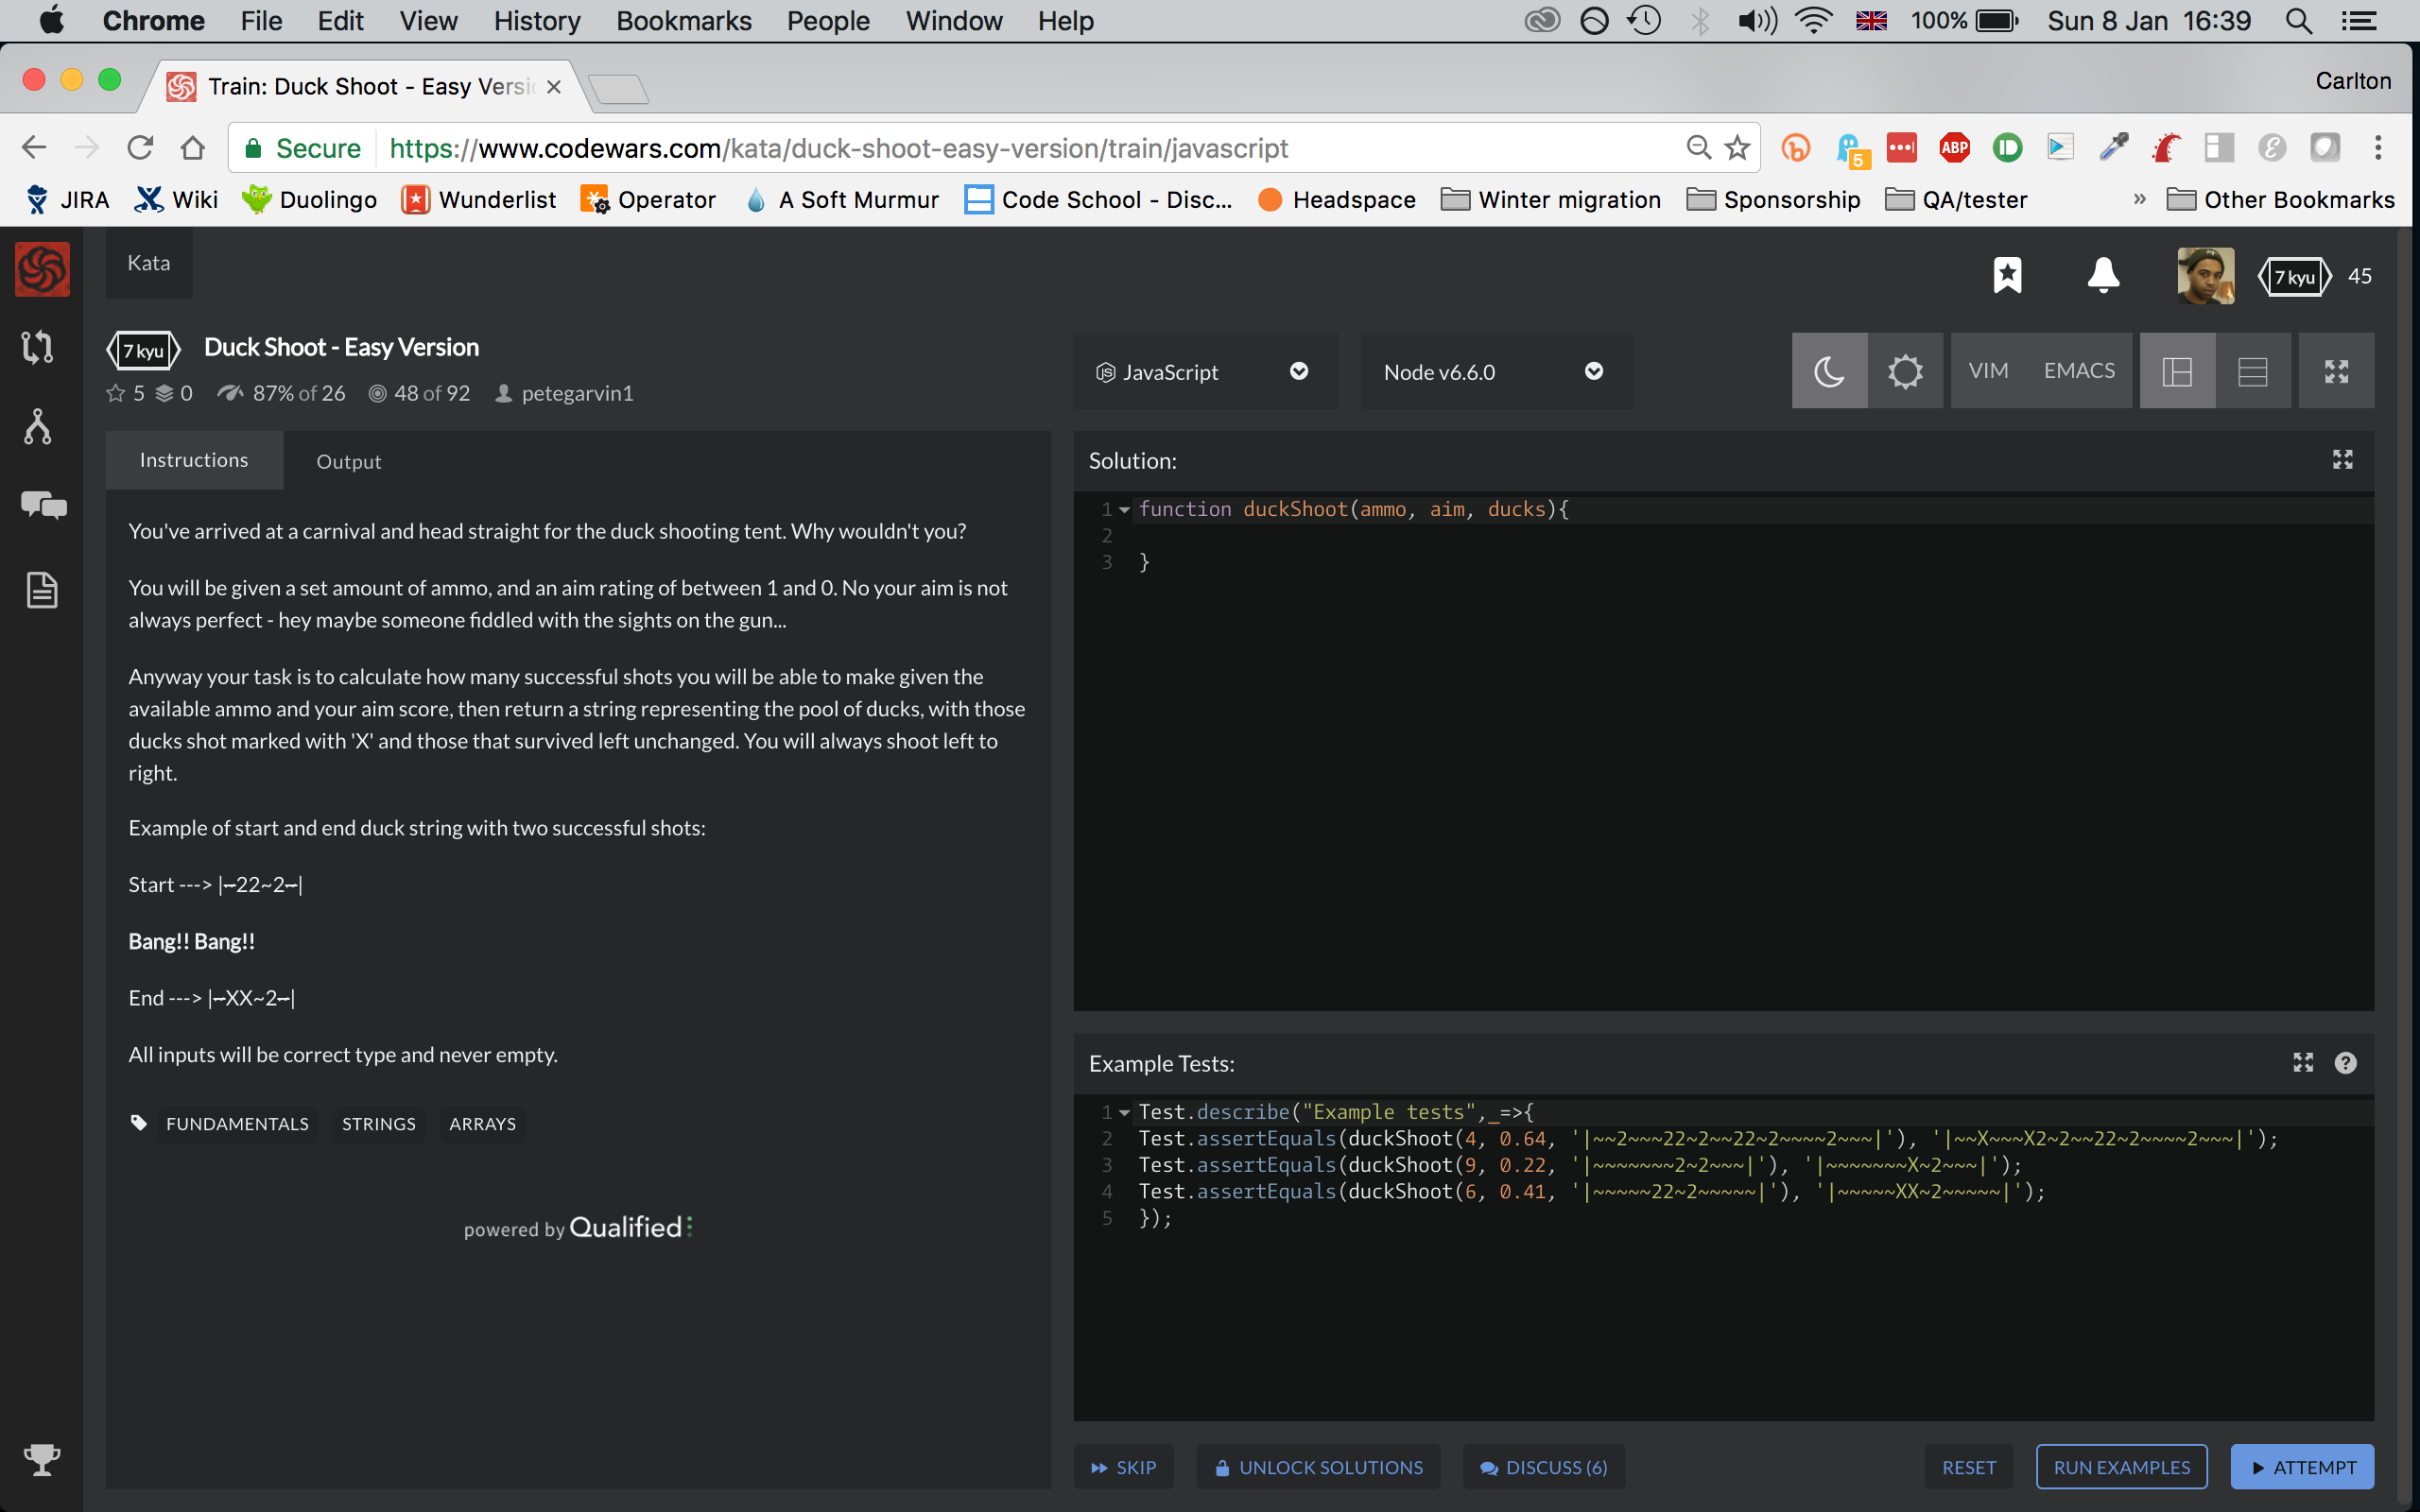 Chrome File Edit View History Bookmarks People Window Help 100% Sun 8 Jan 16:39
Train: Duck Shoot - Easy Versi Carlton
Secure https://www.codewars.com/kata/duck-shoot-easy-version/train/javascript 5 ABP
JIRA Wiki Duolingo Wunderlist Operator A Soft Murmur Code School - Disc... Headspace Winter migration Sponsorship QA/tester » Other Bookmarks
Kata 7 kyu 45
7 kyu Duck Shoot - Easy Version
5 0 87% of 26 48 of 92 petegarvin1
JavaScript Node v6.6.0 VIM EMACS
Instructions Output
You've arrived at a carnival and head straight for the duck shooting tent. Why wouldn't you?
You will be given a set amount of ammo, and an aim rating of between 1 and 0. No your aim is not
always perfect - hey maybe someone fiddled with the sights on the gun...
Anyway your task is to calculate how many successful shots you will be able to make given the
available ammo and your aim score, then return a string representing the pool of ducks, with those
ducks shot marked with 'X' and those that survived left unchanged. You will always shoot left to
right.
Example of start and end duck string with two successful shots:
Start ---> |~~22~2~~|
Bang!! Bang!!
End ---> |~~XX~2~~|
All inputs will be correct type and never empty.
FUNDAMENTALS STRINGS ARRAYS
powered by Qualified
Solution:
1 function duckShoot(ammo, aim, ducks){
2
3 }
Example Tests:
1 Test.describe("Example tests",_=>{
2 Test.assertEquals(duckShoot(4, 0.64, '|~~2~~~22~2~~22~2~~~~2~~~|'), '|~~X~~~X2~2~~22~2~~~~2~~~|');
3 Test.assertEquals(duckShoot(9, 0.22, '|~~~~~~~2~2~~~|'), '|~~~~~~~X~2~~~|');
4 Test.assertEquals(duckShoot(6, 0.41, '|~~~~~22~2~~~~~|'), '|~~~~~XX~2~~~~~|');
5 });
SKIP UNLOCK SOLUTIONS DISCUSS (6) RESET RUN EXAMPLES ATTEMPT